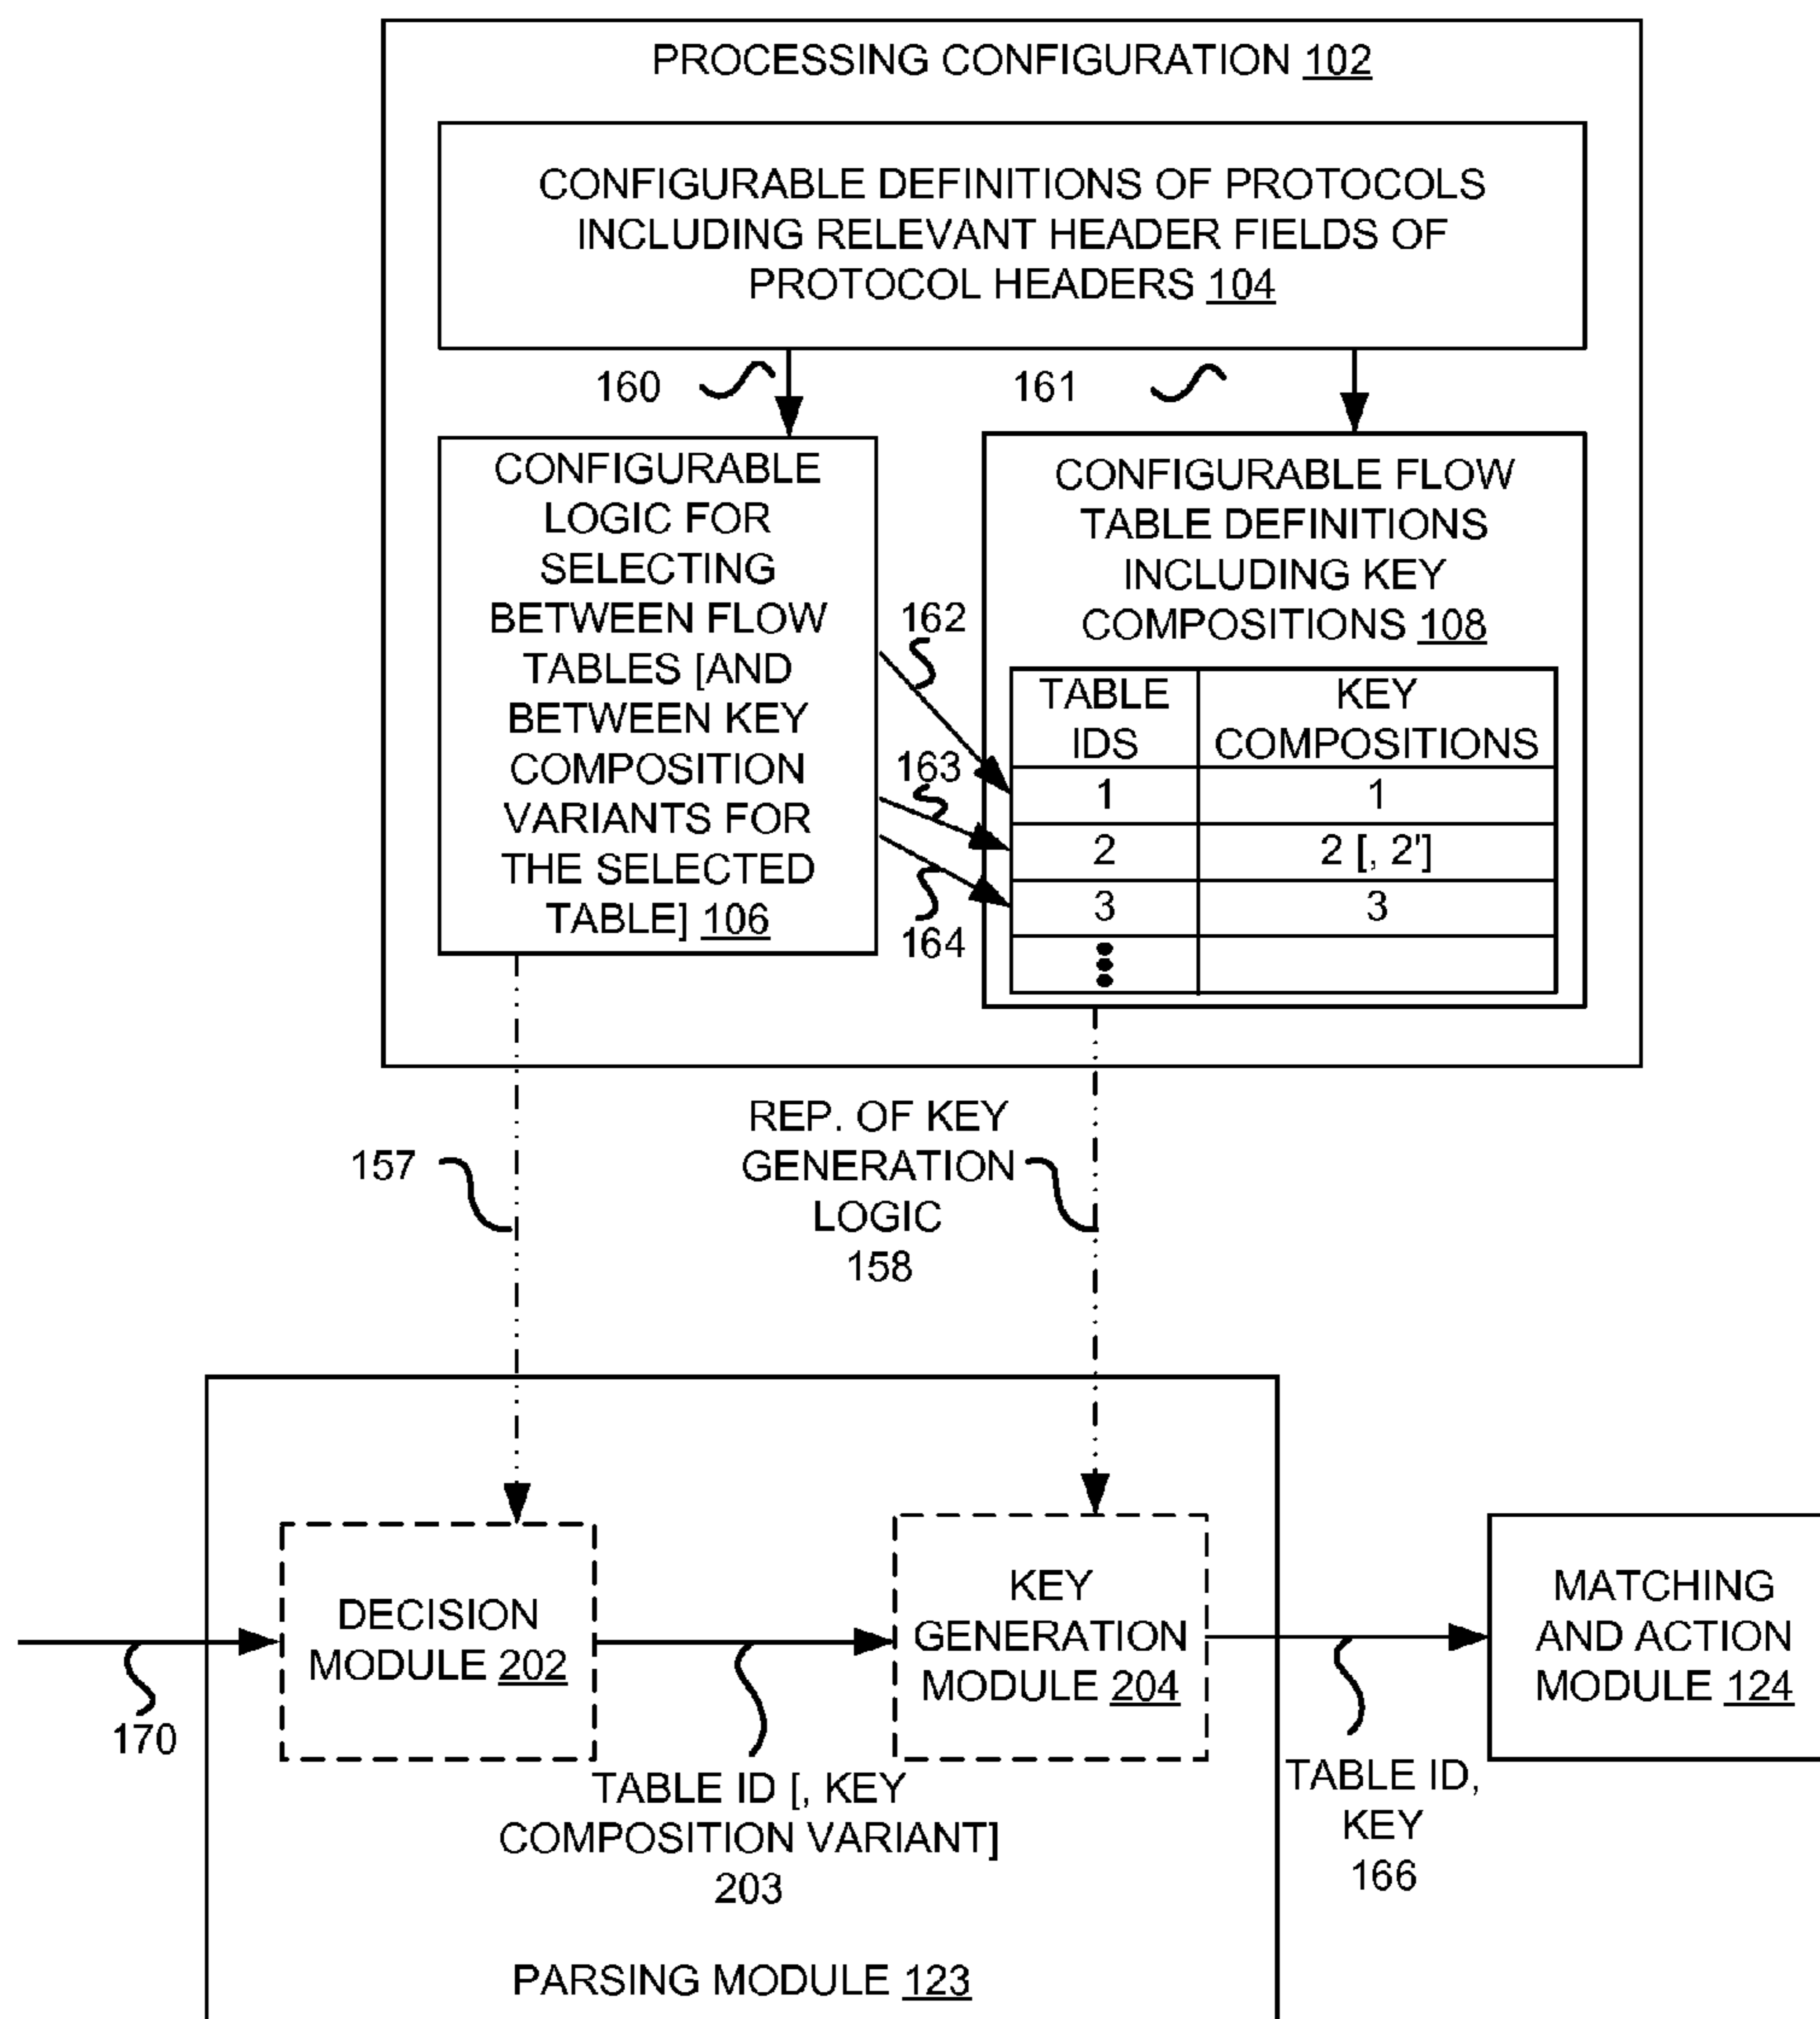 PROCESSING CONFIGURATION 102
CONFIGURABLE DEFINITIONS OF PROTOCOLS
INCLUDING RELEVANT HEADER FIELDS OF
PROTOCOL HEADERS 104
160
161
CONFIGURABLE
LOGIC FOR
SELECTING
BETWEEN FLOW
TABLES [AND
BETWEEN KEY
COMPOSITION
VARIANTS FOR
THE SELECTED
TABLE] 106
162
163
164
CONFIGURABLE FLOW
TABLE DEFINITIONS
INCLUDING KEY
COMPOSITIONS 108
TABLE
IDS
KEY
COMPOSITIONS
1 1
2 2 [, 2']
3 3
157
REP. OF KEY
GENERATION
LOGIC
158
DECISION
MODULE 202
KEY
GENERATION
MODULE 204
MATCHING
AND ACTION
MODULE 124
170
TABLE ID [, KEY
COMPOSITION VARIANT]
203
TABLE ID,
KEY
166
PARSING MODULE 123